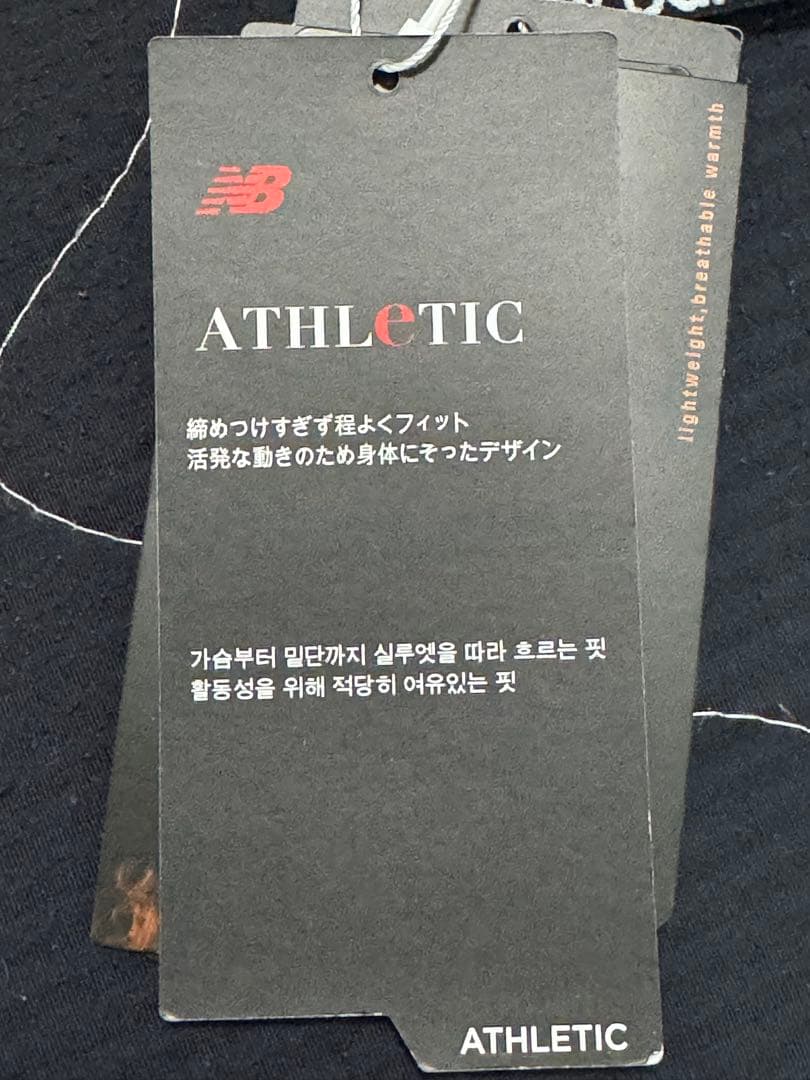 NB
ATHLeTIC
締めつけすぎず程よくフィット
活発な動きのため身体にそったデザイン
가슴부터 밑단까지 실루엣을 따라 흐르는 핏
활동성을 위해 적당히 여유있는 핏
ATHLETIC
lightweight, breathable warmth